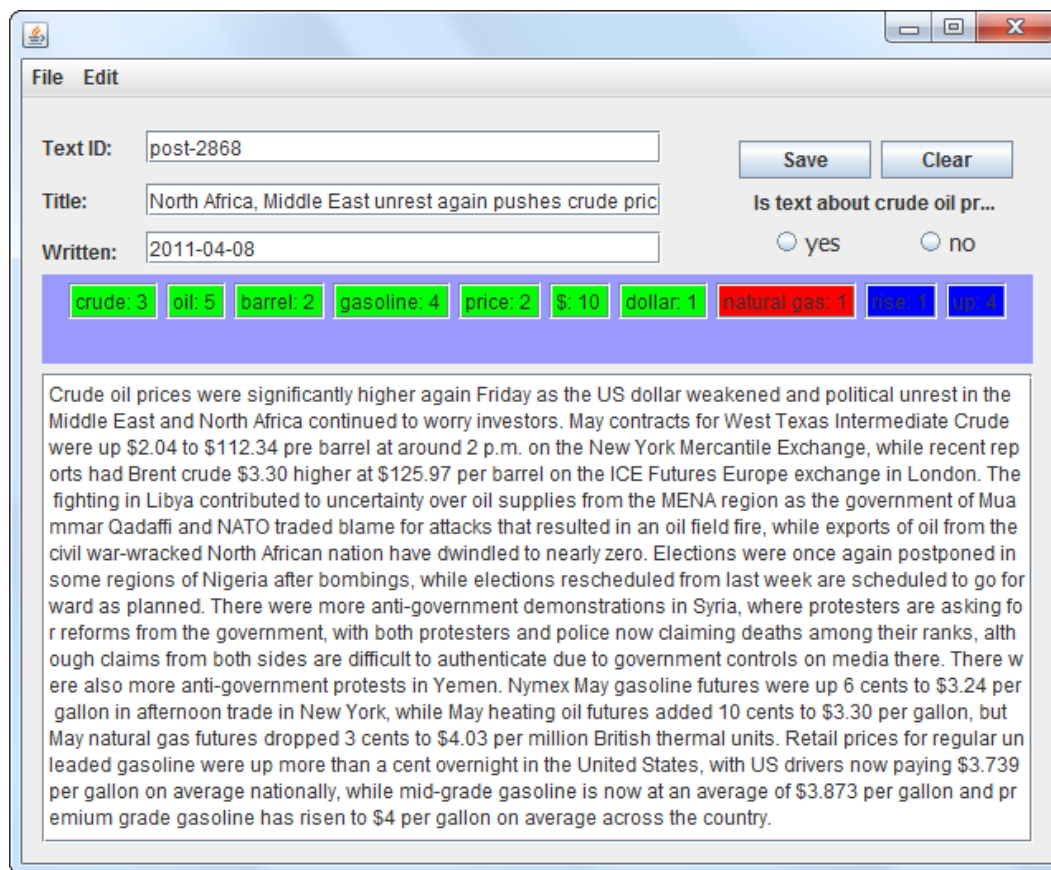 File Edit
Text ID: post-2868
Save Clear
Title: North Africa, Middle East unrest again pushes crude pric
Is text about crude oil pr...
Written: 2011-04-08
yes no
crude: 3 oil: 5 barrel: 2 gasoline: 4 price: 2 $: 10 dollar: 1 natural gas: 1 rise: 1 up: 4
Crude oil prices were significantly higher again Friday as the US dollar weakened and political unrest in the
Middle East and North Africa continued to worry investors. May contracts for West Texas Intermediate Crude
were up $2.04 to $112.34 pre barrel at around 2 p.m. on the New York Mercantile Exchange, while recent rep
orts had Brent crude $3.30 higher at $125.97 per barrel on the ICE Futures Europe exchange in London. The
fighting in Libya contributed to uncertainty over oil supplies from the MENA region as the government of Mua
mmar Qadaffi and NATO traded blame for attacks that resulted in an oil field fire, while exports of oil from the
civil war-wracked North African nation have dwindled to nearly zero. Elections were once again postponed in
some regions of Nigeria after bombings, while elections rescheduled from last week are scheduled to go for
ward as planned. There were more anti-government demonstrations in Syria, where protesters are asking fo
r reforms from the government, with both protesters and police now claiming deaths among their ranks, alth
ough claims from both sides are difficult to authenticate due to government controls on media there. There w
ere also more anti-government protests in Yemen. Nymex May gasoline futures were up 6 cents to $3.24 per
gallon in afternoon trade in New York, while May heating oil futures added 10 cents to $3.30 per gallon, but
May natural gas futures dropped 3 cents to $4.03 per million British thermal units. Retail prices for regular un
leaded gasoline were up more than a cent overnight in the United States, with US drivers now paying $3.739
per gallon on average nationally, while mid-grade gasoline is now at an average of $3.873 per gallon and pr
emium grade gasoline has risen to $4 per gallon on average across the country.